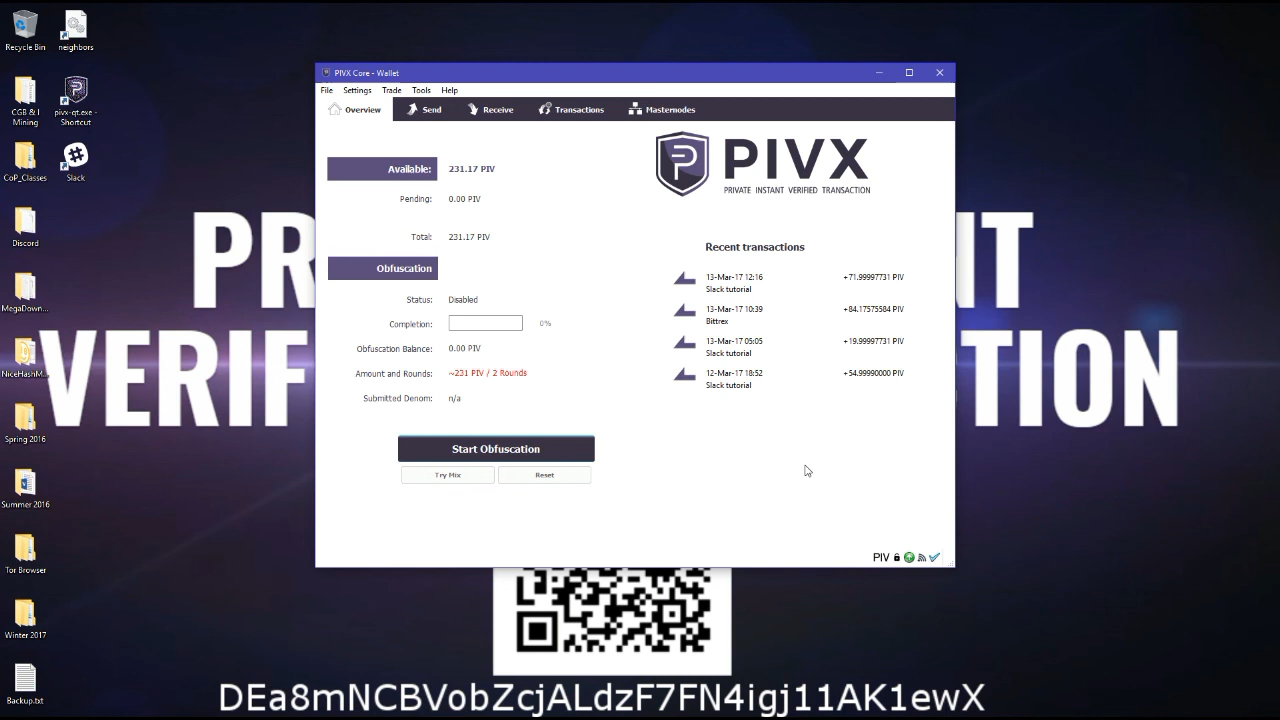 Recycle Bin
neighbors
CGB & I
Mining
pivx-qt.exe -
Shortcut
CoP_Classes
Slack
Discord
MegaDown...
NiceHashM...
Spring 2016
Summer 2016
Tor Browser
Winter 2017
Backup.txt
PIVX Core - Wallet
File Settings Trade Tools Help
Overview Send Receive Transactions Masternodes
Available: 231.17 PIV
Pending: 0.00 PIV
Total: 231.17 PIV
Obfuscation
Status: Disabled
Completion: 0%
Obfuscation Balance: 0.00 PIV
Amount and Rounds: ~231 PIV / 2 Rounds
Submitted Denom: n/a
Start Obfuscation
Try Mix Reset
PIVX
PRIVATE INSTANT VERIFIED TRANSACTION
Recent transactions
13-Mar-17 12:16 +71.99997731 PIV
Slack tutorial
13-Mar-17 10:39 +84.17575584 PIV
Bittrex
13-Mar-17 05:05 +19.99997731 PIV
Slack tutorial
12-Mar-17 18:52 +54.99990000 PIV
Slack tutorial
PIV
PR NT
VERIF TION
DEa8mNCBVobZcjALdzF7FN4igj11AK1ewX